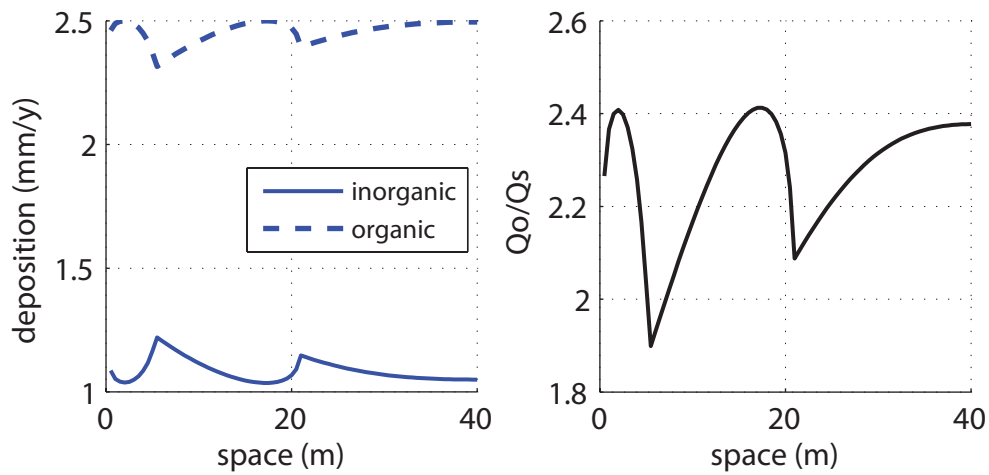 2.5
2
1.5
1
deposition (mm/y)
inorganic
organic
0
20
40
space (m)
2.6
2.4
2.2
2
1.8
Qo/Qs
0
20
40
space (m)